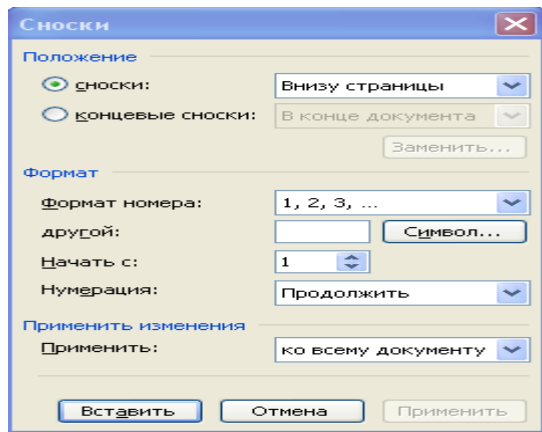 Сноски
Положение
сноски: Внизу страницы
концевые сноски: В конце документа
Заменить...
Формат
Формат номера: 1, 2, 3, ...
другой: Символ...
Начать с: 1
Нумерация: Продолжить
Применить изменения
Применить: ко всему документу
Вставить Отмена Применить